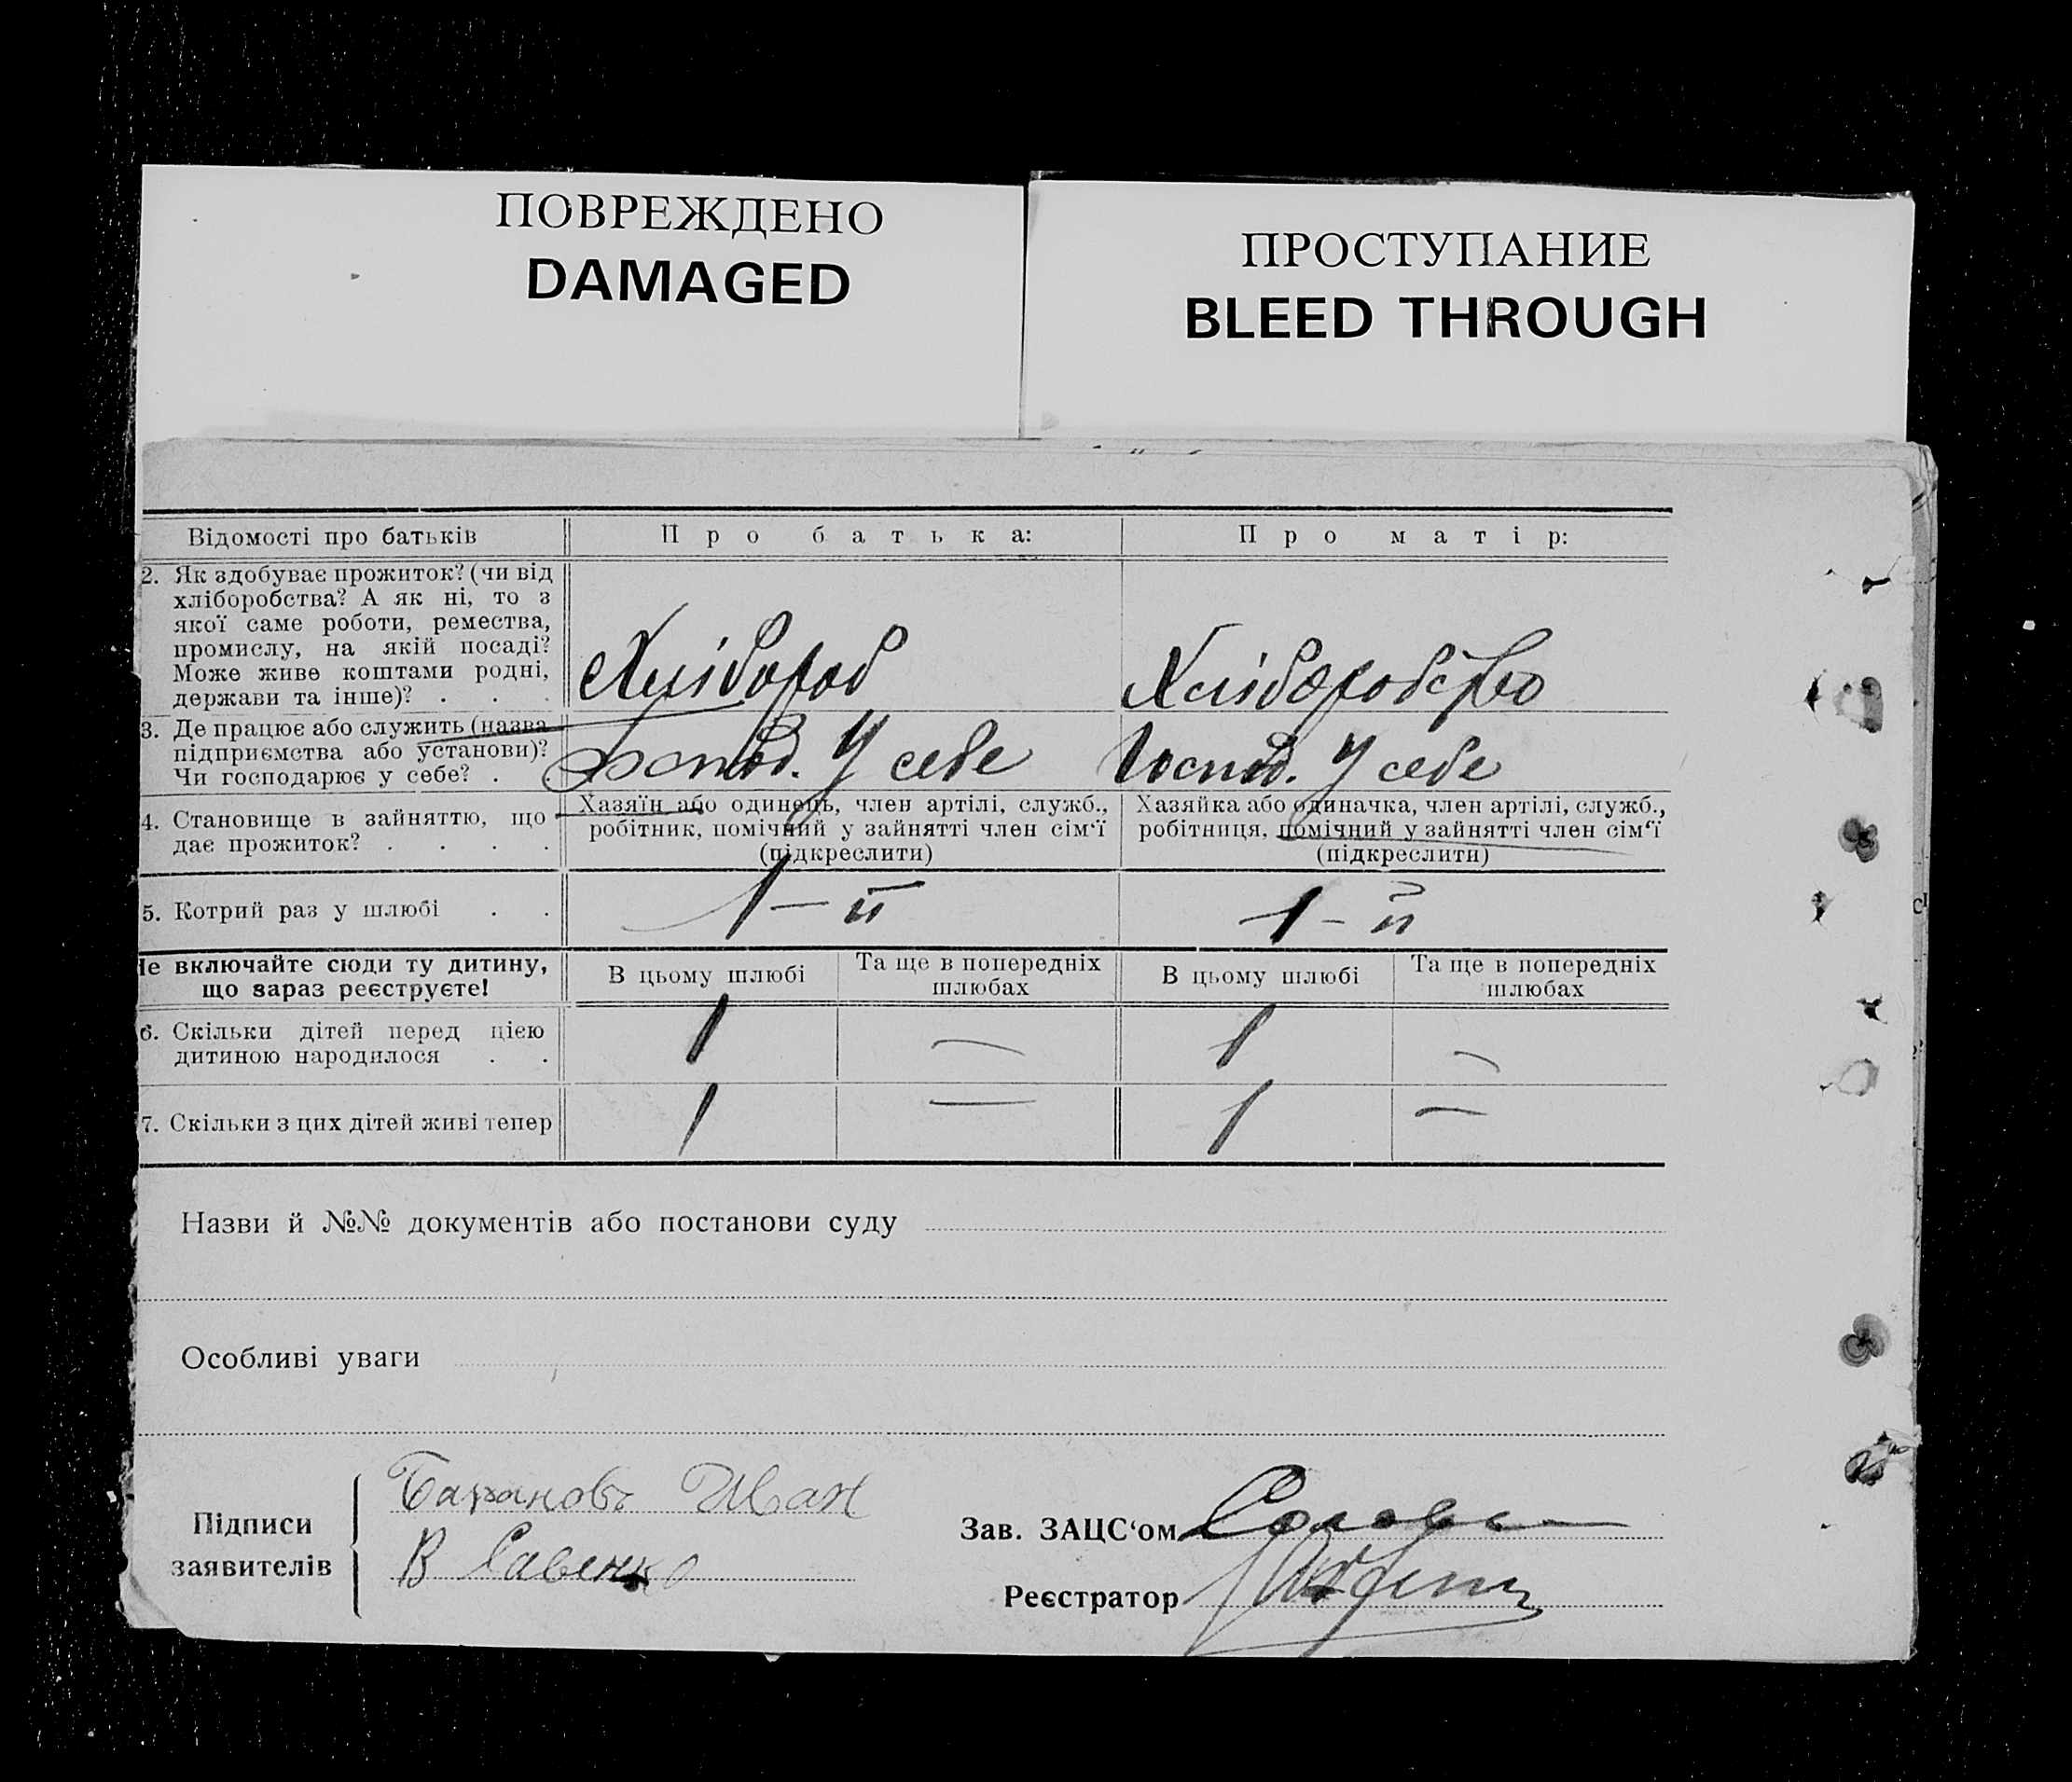 ПОВРЕЖДЕНО
DAMAGED
ПРОСТУПАНИЕ
BLEED THROUGH
Відомості про батьків
Про батька:
Про матір:
2. Як здобуває прожиток? (чи від
хліборобства? А як ні, то з
якої саме роботи, ремества,
промислу, на якій посаді?
Може живе коштами родні,
держави та інше)? . . .
Хлібороб
Хліборобство
3. Де працює або служить (назва
підприємства або установи)?
Чи господарює у себе? . .
Господ. У себе
Господ. У себе
4. Становище в зайняттю, що
дає прожиток? . . . .
Хазяїн або одинець, член артілі, служб.,
робітник, помічний у зайнятті член сім'ї
(підкреслити)
Хазяйка або одиначка, член артілі, служб.,
робітниця, помічний у зайнятті член сім'ї
(підкреслити)
5. Котрий раз у шлюбі . .
1-й
1-й
Не включайте сюди ту дитину,
що зараз реєструєте!
В цьому шлюбі
Та ще в попередніх
шлюбах
В цьому шлюбі
Та ще в попередніх
шлюбах
6. Скільки дітей перед цією
дитиною народилося . .
1
—
1
—
7. Скільки з цих дітей живі тепер
1
—
1
—
Назви й №№ документів або постанови суду
Особливі уваги
Підписи
заявителів
Барановъ Иван
В Савенко
Зав. ЗАЦС'ом
Реєстратор